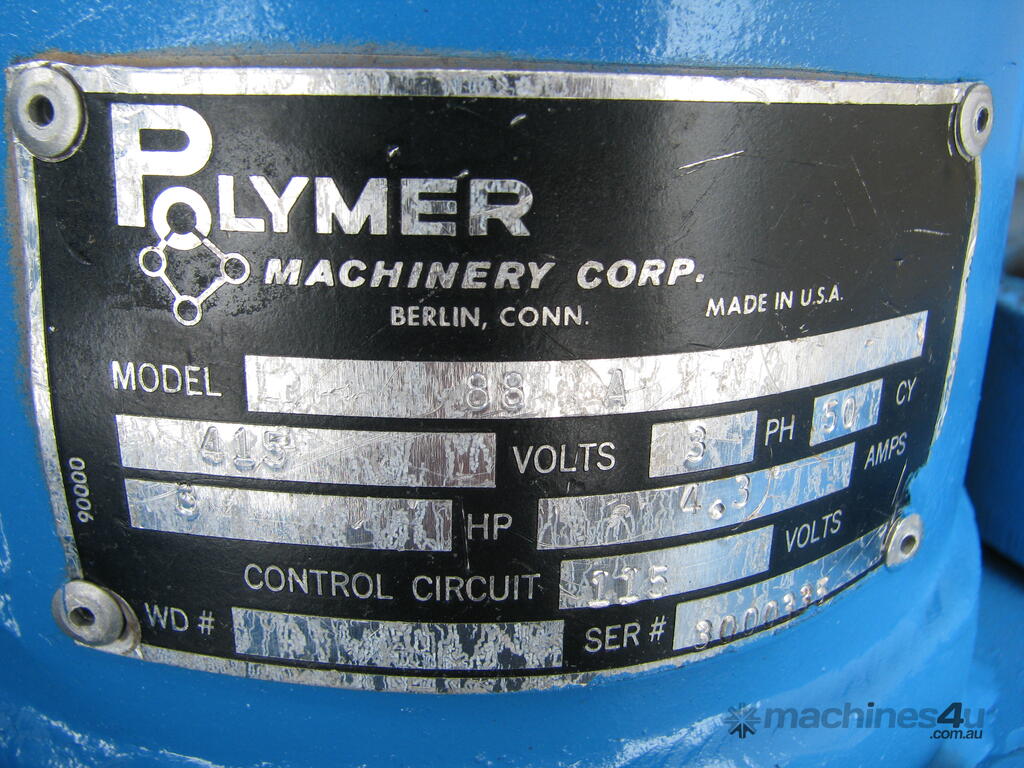 POLYMER
MACHINERY CORP.
BERLIN, CONN. MADE IN U.S.A.
MODEL 88 A
415 VOLTS 3 PH 50 CY
3 HP 4.3 AMPS
CONTROL CIRCUIT 115 VOLTS
WD # SER #
90000
machines4u
.com.au